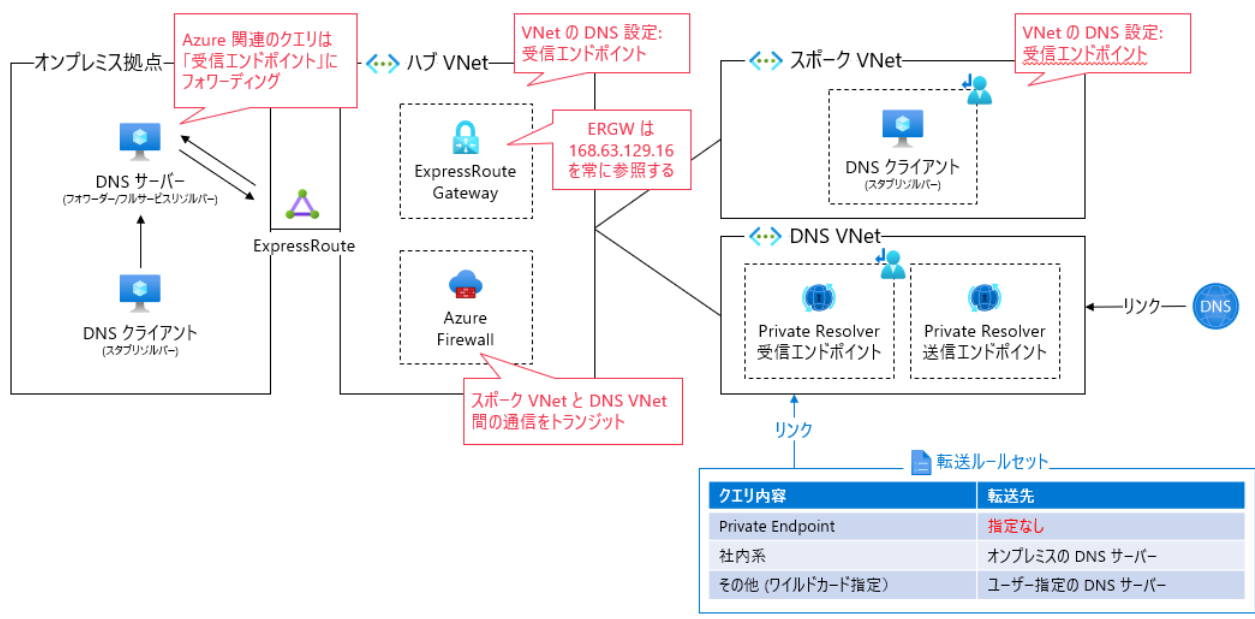 オンプレミス拠点
Azure 関連のクエリは
「受信エンドポイント」に
フォワーディング
DNS サーバー
(フォワーダー/フルサービスリゾルバー)
DNS クライアント
(スタブリゾルバー)
ExpressRoute
ハブ VNet
VNet の DNS 設定:
受信エンドポイント
ExpressRoute
Gateway
ERGW は
168.63.129.16
を常に参照する
Azure
Firewall
スポーク VNet と DNS VNet
間の通信をトランジット
スポーク VNet
VNet の DNS 設定:
受信エンドポイント
DNS クライアント
(スタブリゾルバー)
DNS VNet
Private Resolver
受信エンドポイント
Private Resolver
送信エンドポイント
リンク
DNS
リンク
転送ルールセット
クエリ内容 転送先
Private Endpoint 指定なし
社内系 オンプレミスの DNS サーバー
その他 (ワイルドカード指定) ユーザー指定の DNS サーバー